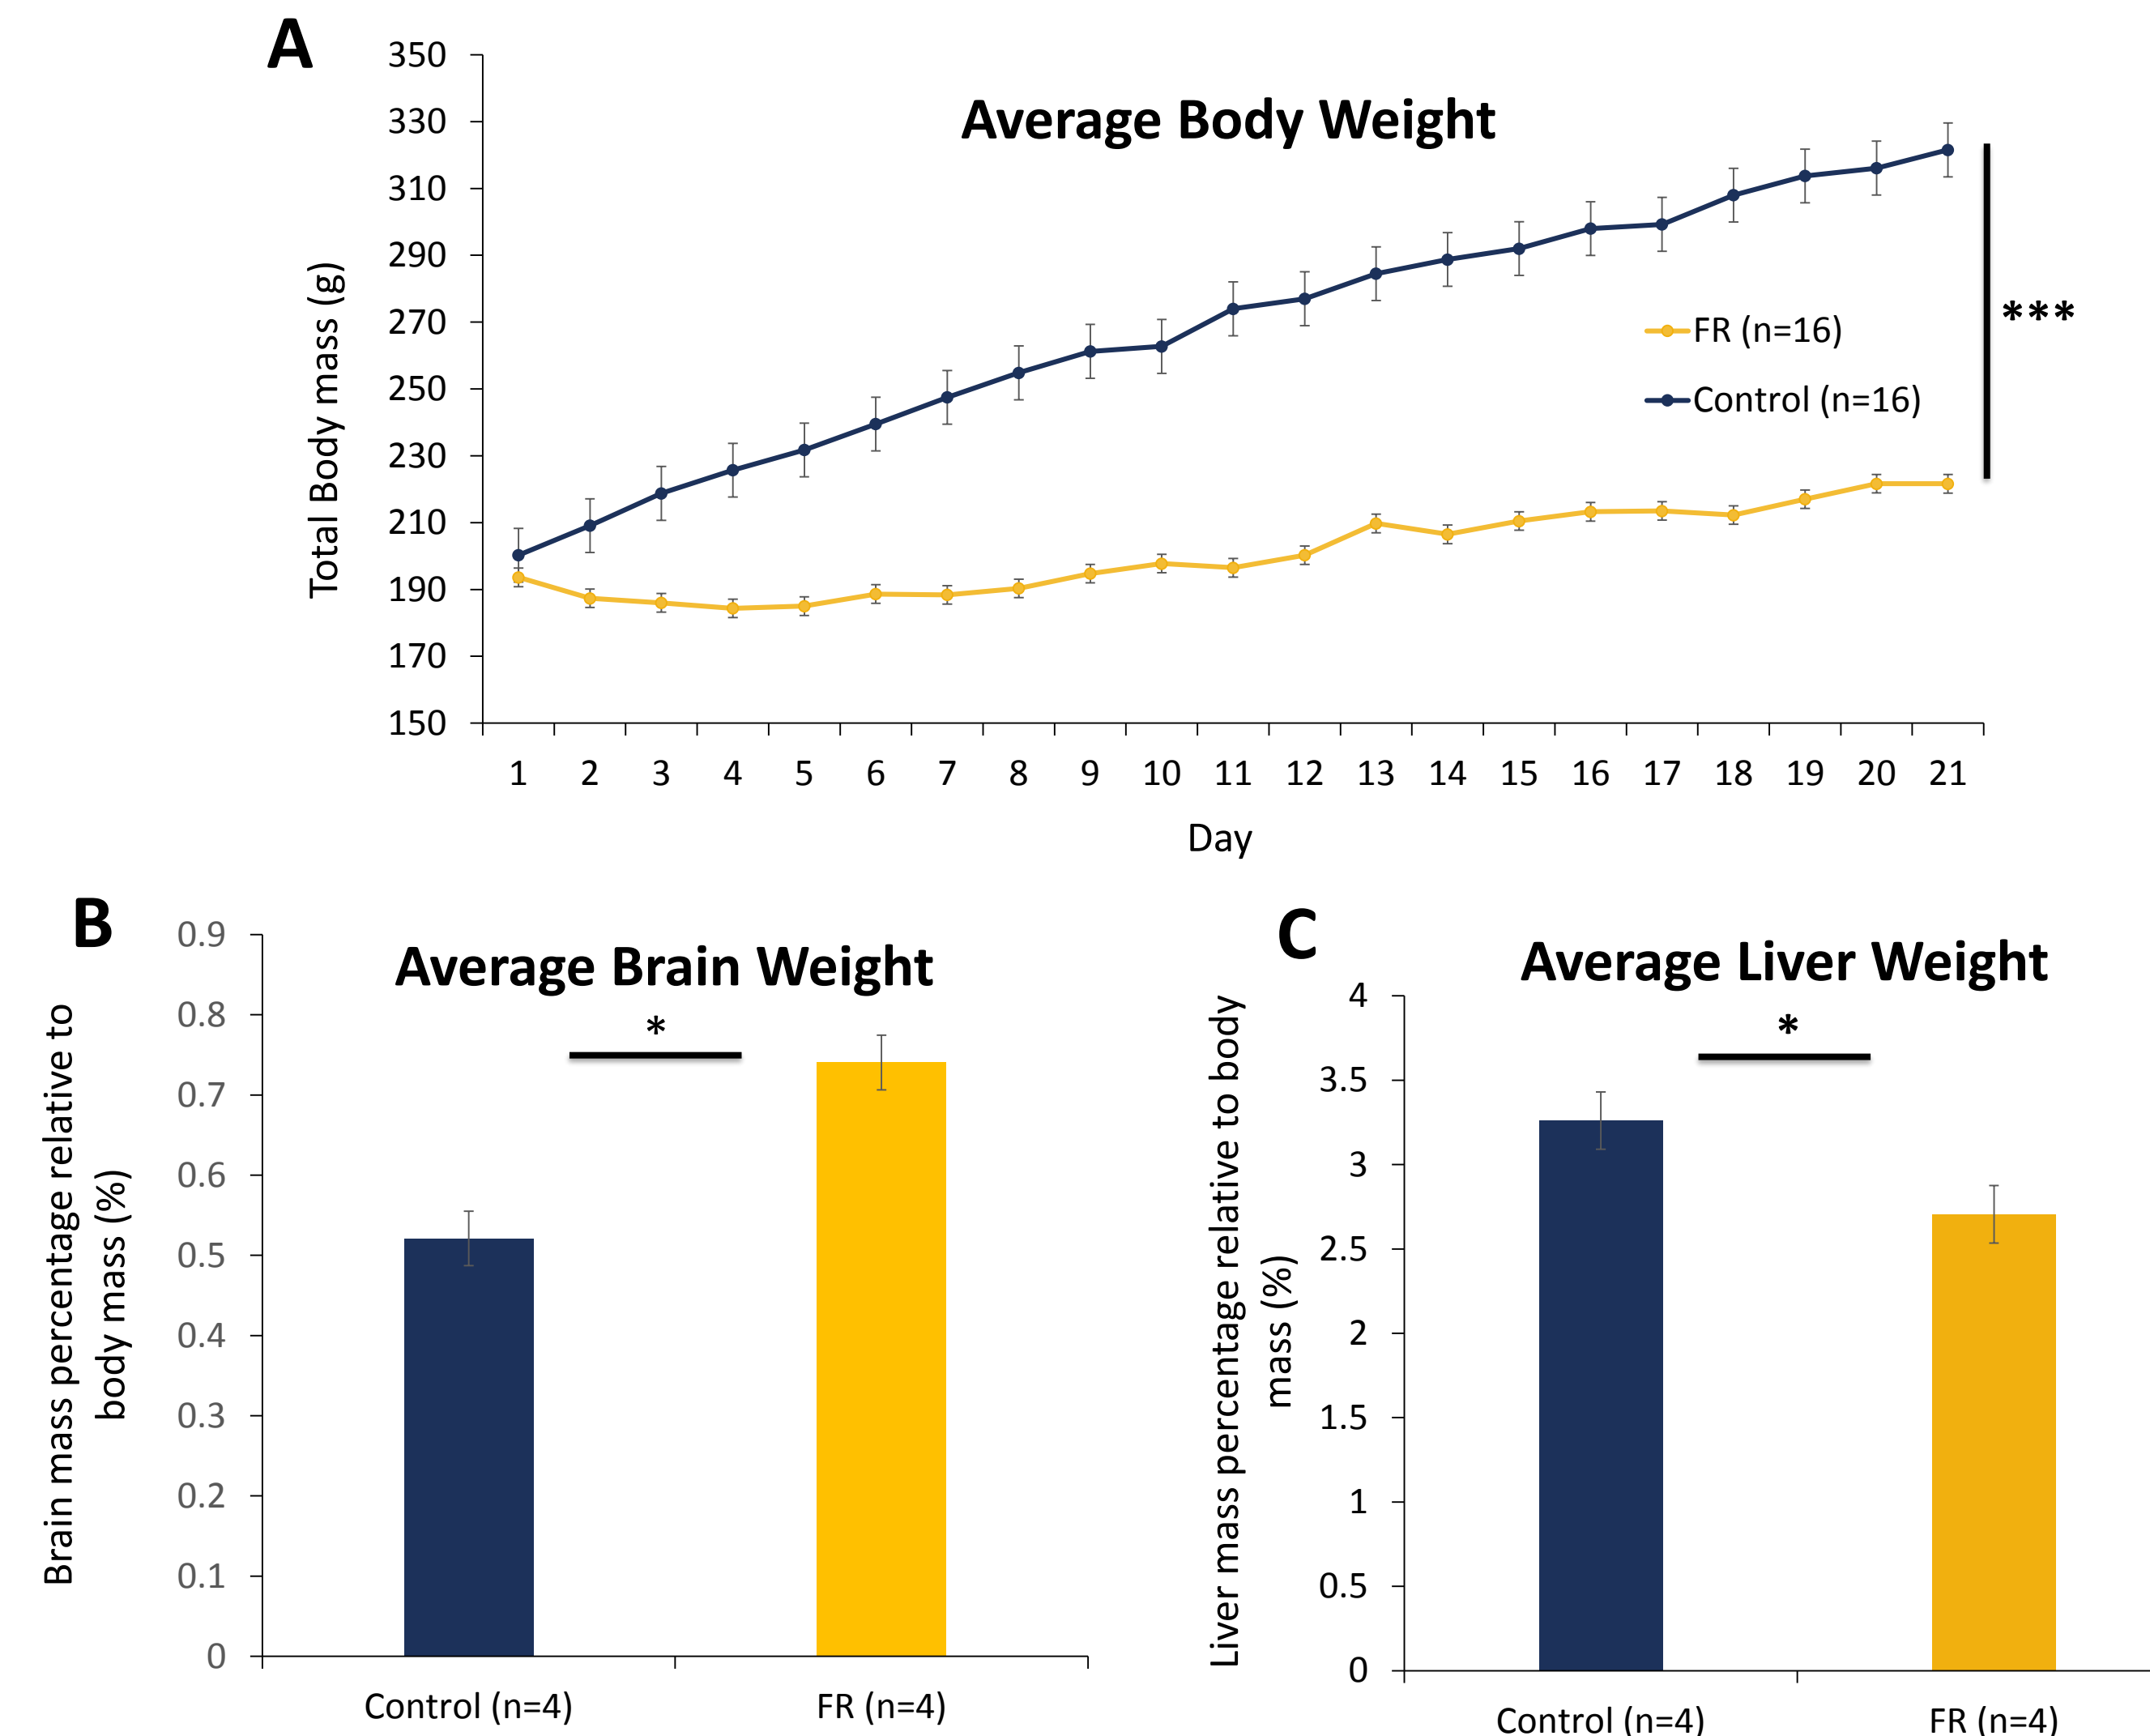 A
Average Body Weight
350
330
310
290
270
250
230
210
190
170
150
Total Body mass (g)
FR (n=16)
Control (n=16)
***
1 2 3 4 5 6 7 8 9 10 11 12 13 14 15 16 17 18 19 20 21
Day
B
Average Brain Weight
*
0.9
0.8
0.7
0.6
0.5
0.4
0.3
0.2
0.1
0
Brain mass percentage relative to
body mass (%)
Control (n=4) FR (n=4)
C
Average Liver Weight
*
4
3.5
3
2.5
2
1.5
1
0.5
0
Liver mass percentage relative to body
mass (%)
Control (n=4) FR (n=4)